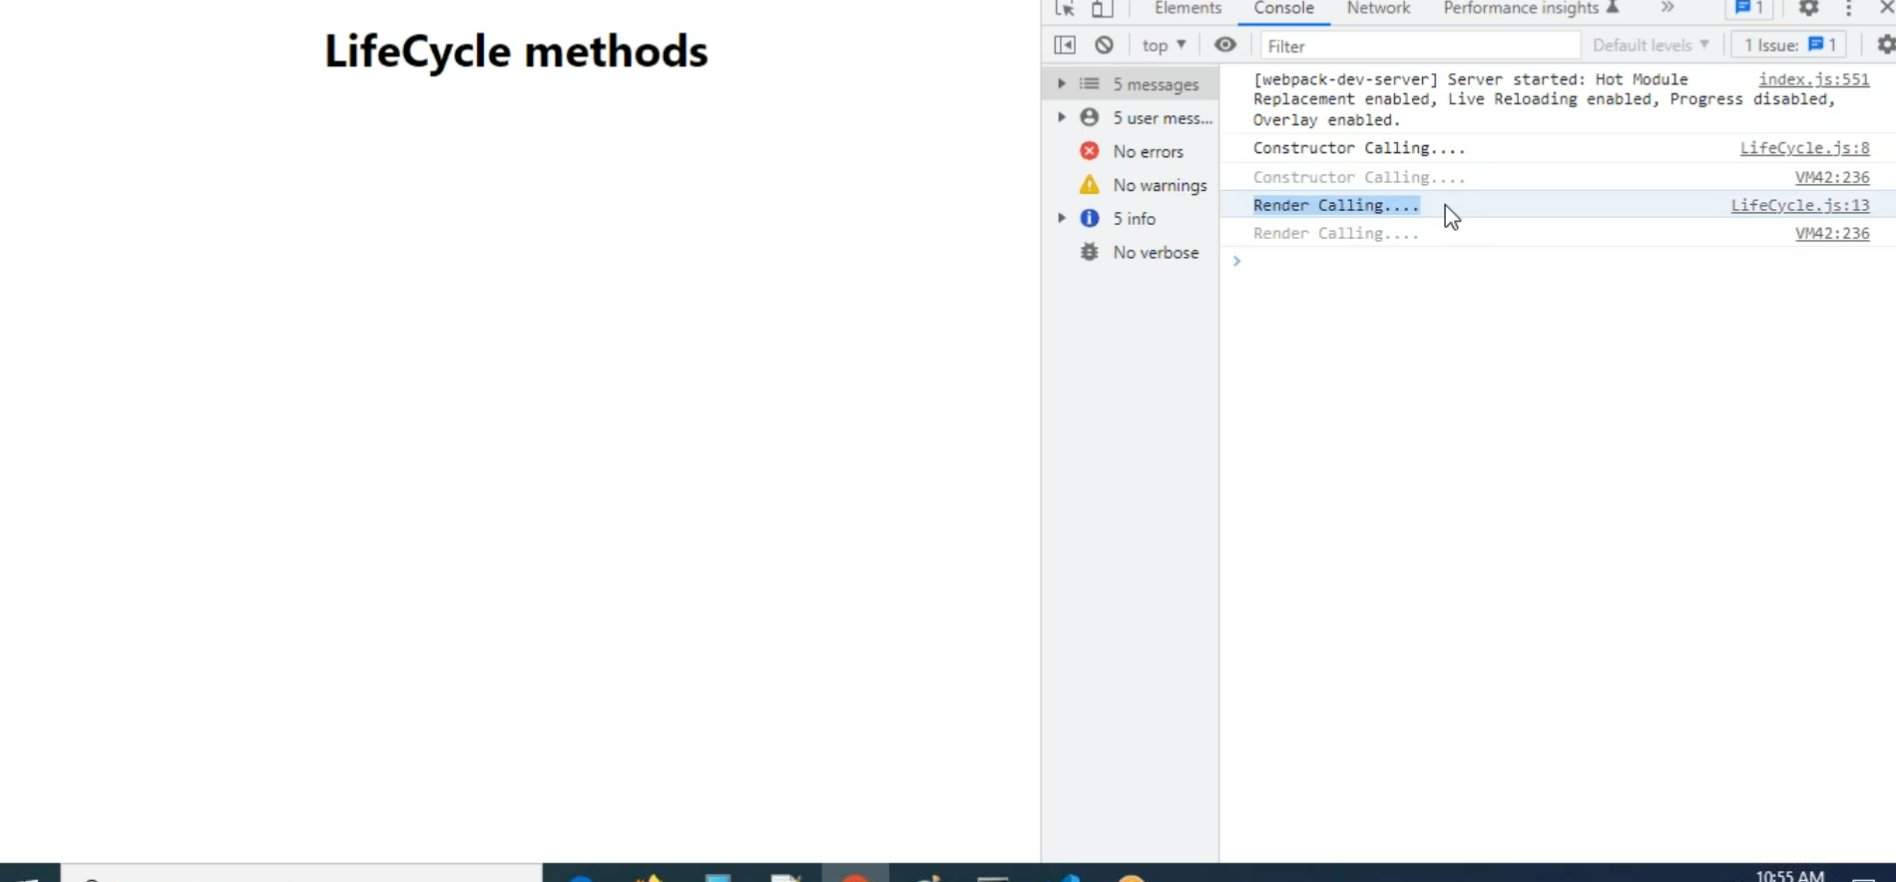 LifeCycle methods
Elements Console Network Performance insights 1
top Filter Default levels 1 Issue: 1
5 messages
5 user mess...
No errors
No warnings
5 info
No verbose
[webpack-dev-server] Server started: Hot Module index.js:551
Replacement enabled, Live Reloading enabled, Progress disabled,
Overlay enabled.
Constructor Calling.... LifeCycle.js:8
Constructor Calling.... VM42:236
Render Calling.... LifeCycle.js:13
Render Calling.... VM42:236
10:55 AM